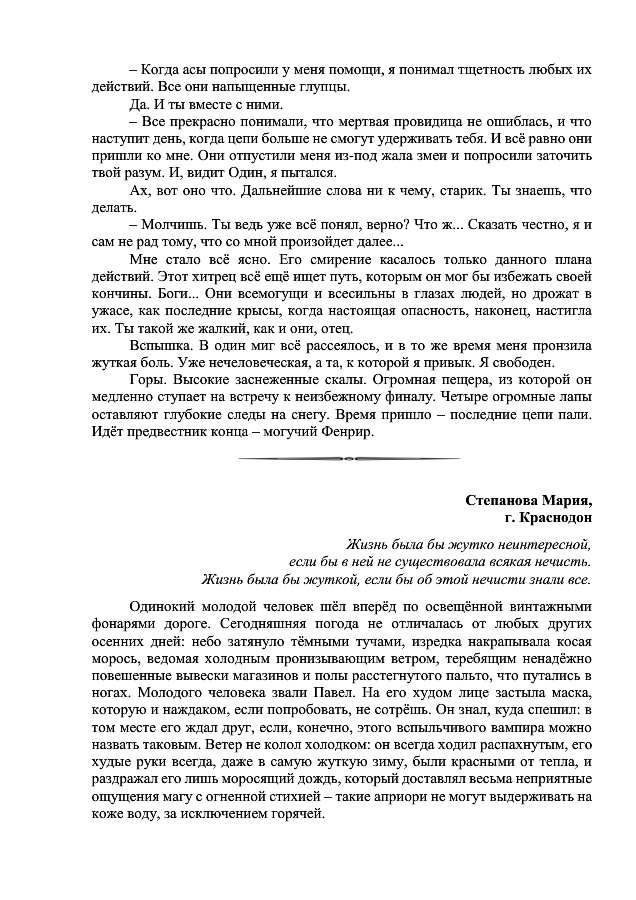 – Когда асы попросили у меня помощи, я понимал тщетность любых их
действий. Все они напыщенные глупцы.
Да. И ты вместе с ними.
– Все прекрасно понимали, что мертвая провидица не ошиблась, и что
наступит день, когда цепи больше не смогут удерживать тебя. И всё равно они
пришли ко мне. Они отпустили меня из-под жала змеи и попросили заточить
твой разум. И, видит Один, я пытался.
Ах, вот оно что. Дальнейшие слова ни к чему, старик. Ты знаешь, что
делать.
– Молчишь. Ты ведь уже всё понял, верно? Что ж... Сказать честно, я и
сам не рад тому, что со мной произойдет далее...
Мне стало всё ясно. Его смирение касалось только данного плана
действий. Этот хитрец всё ещё ищет путь, которым он мог бы избежать своей
кончины. Боги... Они всемогущи и всесильны в глазах людей, но дрожат в
ужасе, как последние крысы, когда настоящая опасность, наконец, настигла
их. Ты такой же жалкий, как и они, отец.
Вспышка. В один миг всё рассеялось, и в то же время меня пронзила
жуткая боль. Уже нечеловеческая, а та, к которой я привык. Я свободен.
Горы. Высокие заснеженные скалы. Огромная пещера, из которой он
медленно ступает на встречу к неизбежному финалу. Четыре огромные лапы
оставляют глубокие следы на снегу. Время пришло – последние цепи пали.
Идёт предвестник конца – могучий Фенрир.
Степанова Мария,
г. Краснодон
Жизнь была бы жутко неинтересной,
если бы в ней не существовала всякая нечисть.
Жизнь была бы жуткой, если бы об этой нечисти знали все.
Одинокий молодой человек шёл вперёд по освещённой винтажными
фонарями дороге. Сегодняшняя погода не отличалась от любых других
осенних дней: небо затянуло тёмными тучами, изредка накрапывала косая
морось, ведомая холодным пронизывающим ветром, теребящим ненадёжно
повешенные вывески магазинов и полы расстегнутого пальто, что путались в
ногах. Молодого человека звали Павел. На его худом лице застыла маска,
которую и наждаком, если попробовать, не сотрёшь. Он знал, куда спешил: в
том месте его ждал друг, если, конечно, этого вспыльчивого вампира можно
назвать таковым. Ветер не колол холодком: он всегда ходил распахнутым, его
худые руки всегда, даже в самую жуткую зиму, были красными от тепла, и
раздражал его лишь моросящий дождь, который доставлял весьма неприятные
ощущения магу с огненной стихией – такие априори не могут выдерживать на
коже воду, за исключением горячей.